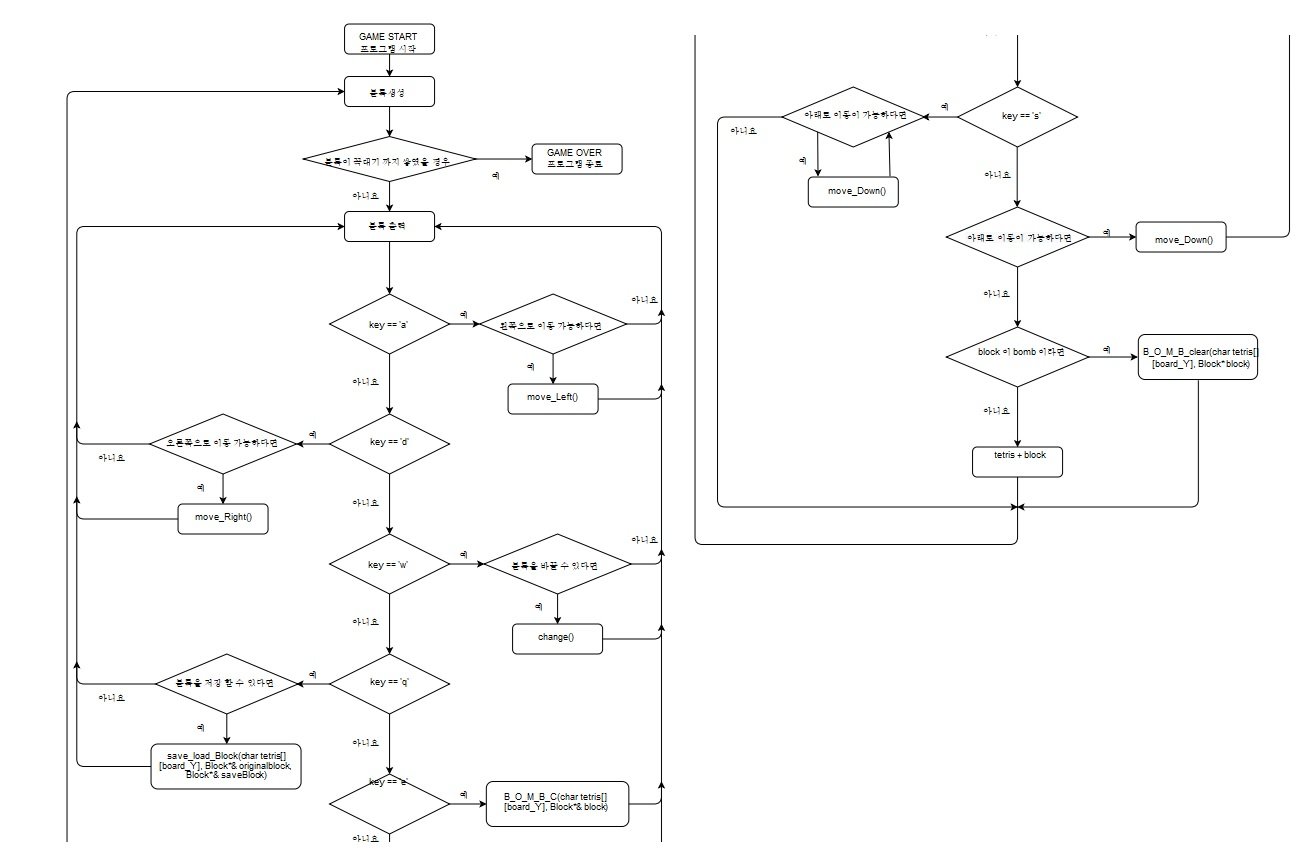 GAME START
프로그램 시작
블록 생성
블록이 꼭대기 까지 쌓였을 경우
예
GAME OVER
프로그램 종료
아니요
블록 출력
key == 'a'
예
왼쪽으로 이동 가능하다면
아니요
예
move_Left()
아니요
key == 'd'
예
오른쪽으로 이동 가능하다면
아니요
예
move_Right()
아니요
key == 'w'
예
블록을 바꿀 수 있다면
아니요
예
change()
아니요
key == 'q'
예
블록을 저장 할 수 있다면
아니요
예
save_load_Block(char tetris[]
[board_Y], Block*& originalblock,
Block*& saveBlock)
아니요
key == 'e'
예
B_O_M_B_C(char tetris[]
[board_Y], Block*& block)
아니요
key == 's'
예
아래로 이동이 가능하다면
아니요
예
move_Down()
아니요
아래로 이동이 가능하다면
예
move_Down()
아니요
block 이 bomb 이라면
예
B_O_M_B_clear(char tetris[]
[board_Y], Block* block)
아니요
tetris + block